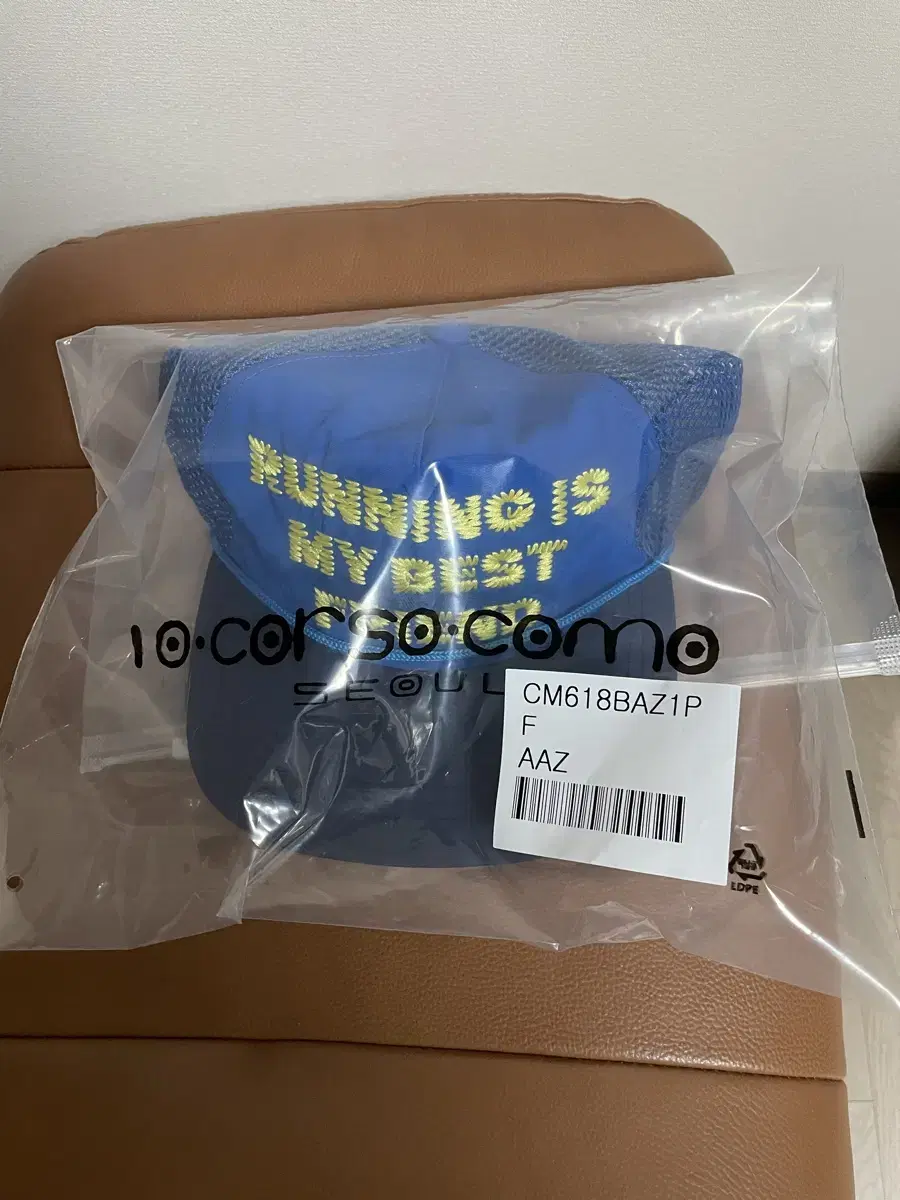 RUNNING IS
MY BEST
10·corso·como
SEOUL
CM618BAZ1P
F
AAZ
LDPE